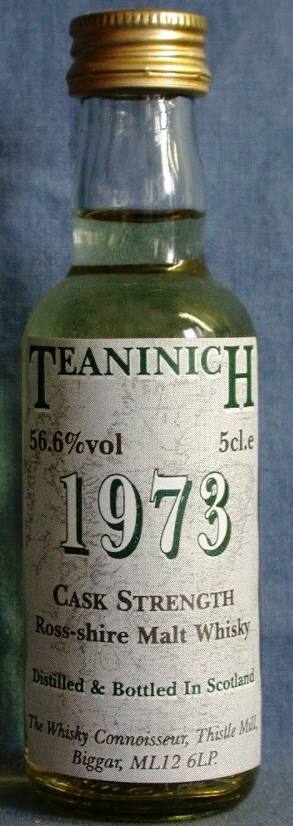 TEANINICH
56.6%vol 5cl.e
1973
CASK STRENGTH
Ross-shire Malt Whisky
Distilled & Bottled In Scotland
The Whisky Connoisseur, Thistle Mill,
Biggar, ML12 6LP.